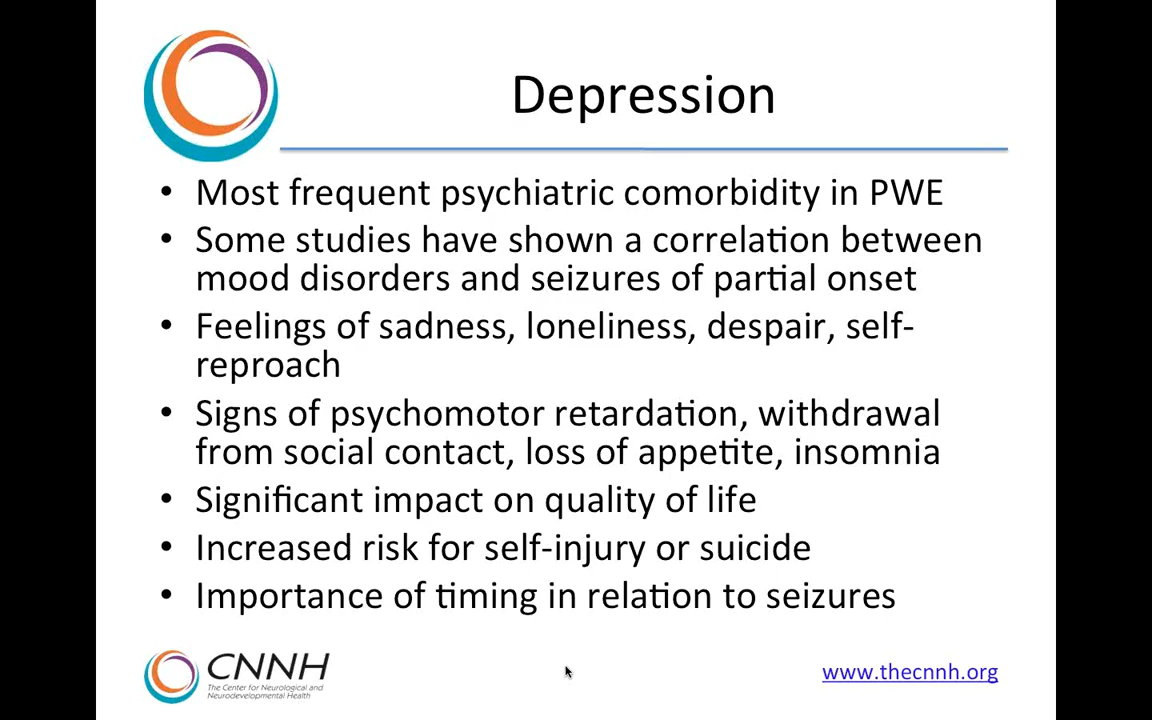 Depression
• Most frequent psychiatric comorbidity in PWE
• Some studies have shown a correlation between
mood disorders and seizures of partial onset
• Feelings of sadness, loneliness, despair, self-
reproach
• Signs of psychomotor retardation, withdrawal
from social contact, loss of appetite, insomnia
• Significant impact on quality of life
• Increased risk for self-injury or suicide
• Importance of timing in relation to seizures
CNNH
The Center for Neurological and
Neurodevelopmental Health
www.thecnnh.org